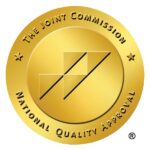 THE JOINT COMMISSION
NATIONAL QUALITY APPROVAL
®